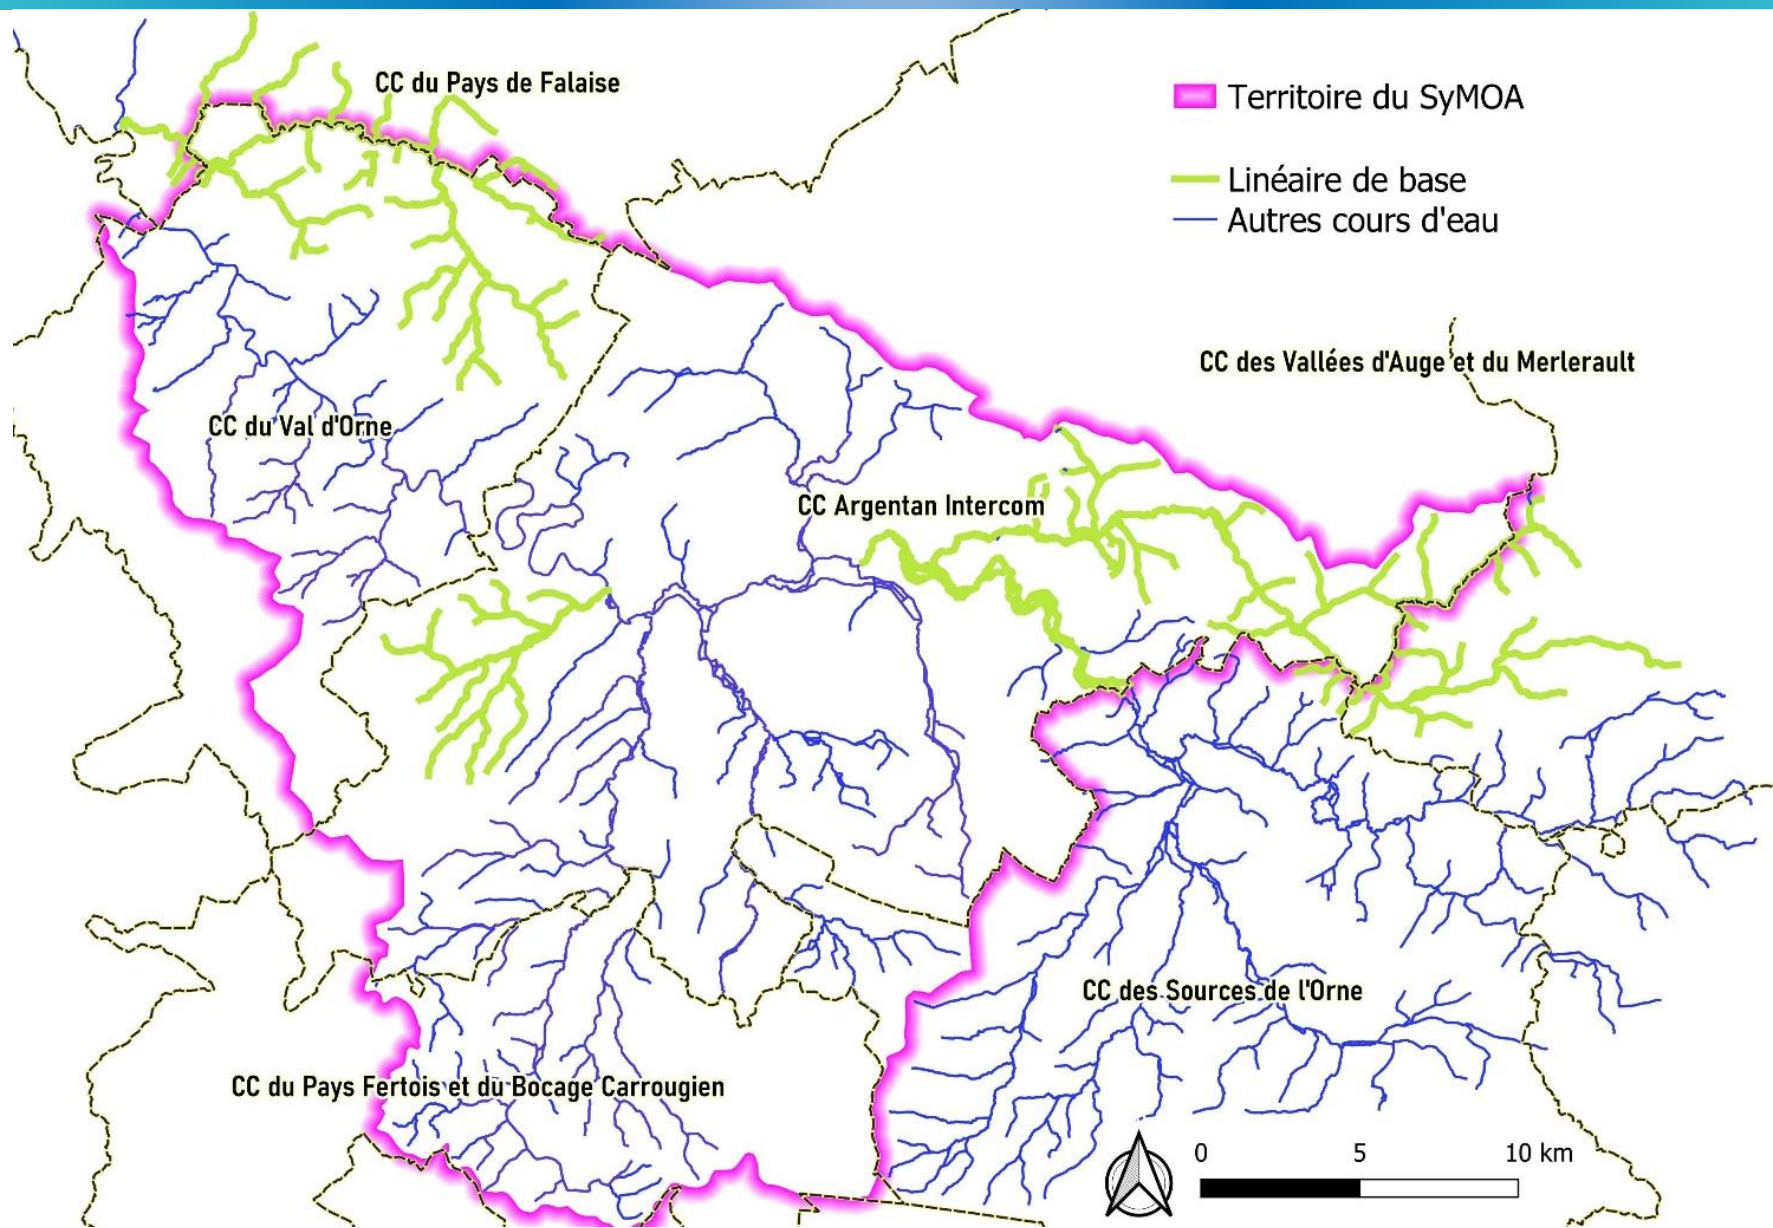 CC du Pays de Falaise
Territoire du SyMOA
Linéaire de base
Autres cours d'eau
CC des Vallées d'Auge et du Merlerault
CC du Val d'Orne
CC Argentan Intercom
CC des Sources de l'Orne
CC du Pays Fertois et du Bocage Carrougien
0 5 10 km